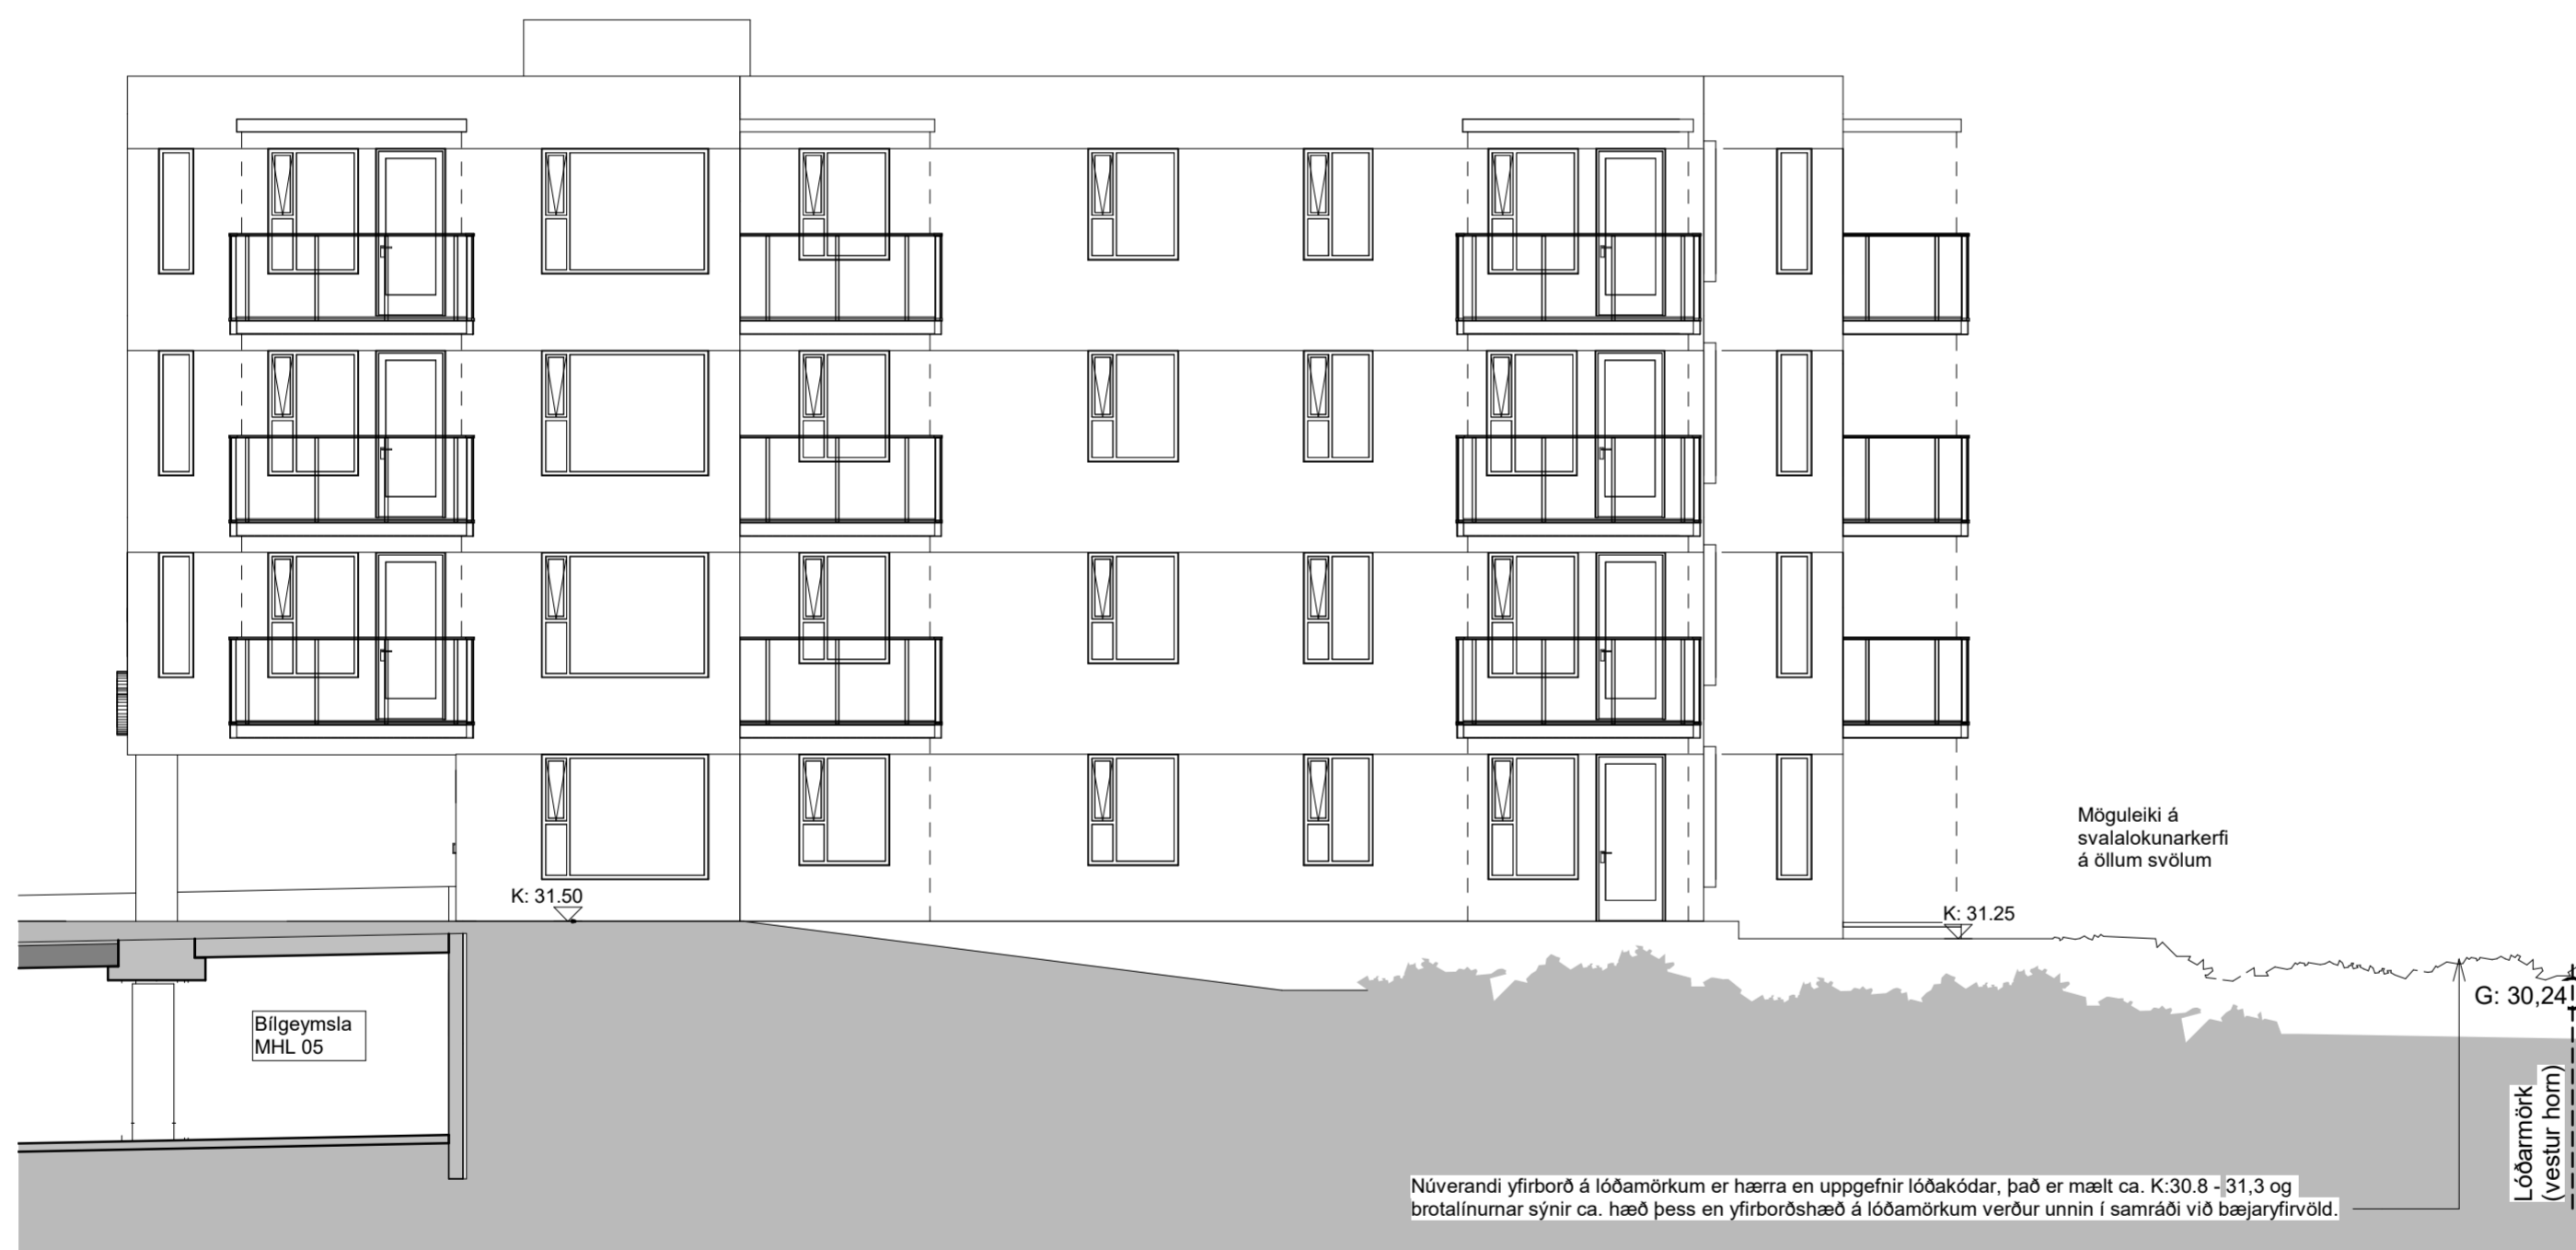 Möguleiki á
svalalokunarkerfi
á öllum svölum
K: 31.50
K: 31.25
G: 30,24
Bílgeymsla
MHL 05
Lóðarmörk
(vestur horn)
Núverandi yfirborð á lóðamörkum er hærra en uppgefnir lóðakódar, það er mælt ca. K:30.8 - 31,3 og
brotalínurnar sýnir ca. hæð þess en yfirborðshæð á lóðamörkum verður unnin í samráði við bæjaryfirvöld.